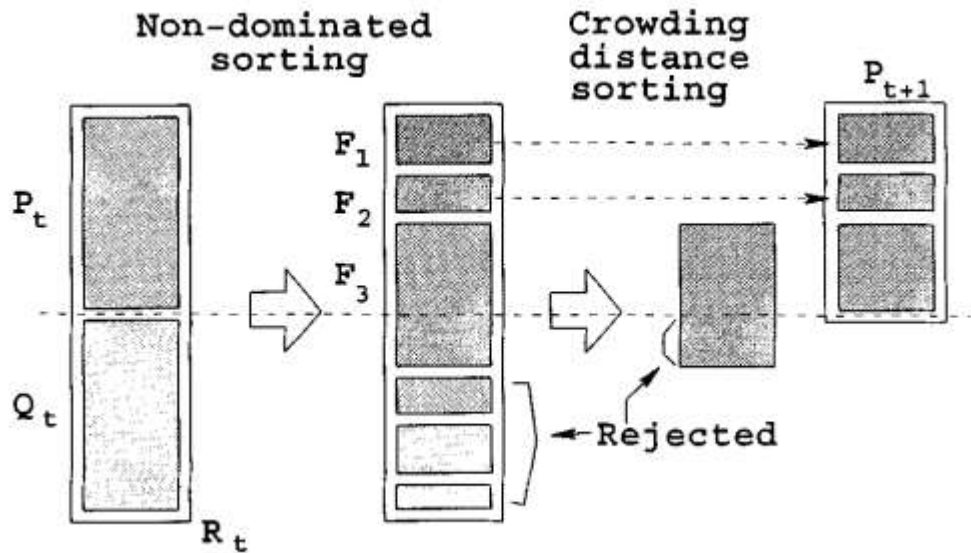 Non-dominated
sorting
Crowding
distance
sorting
P t+1
F 1
P t
F 2
F 3
Q t
Rejected
R t